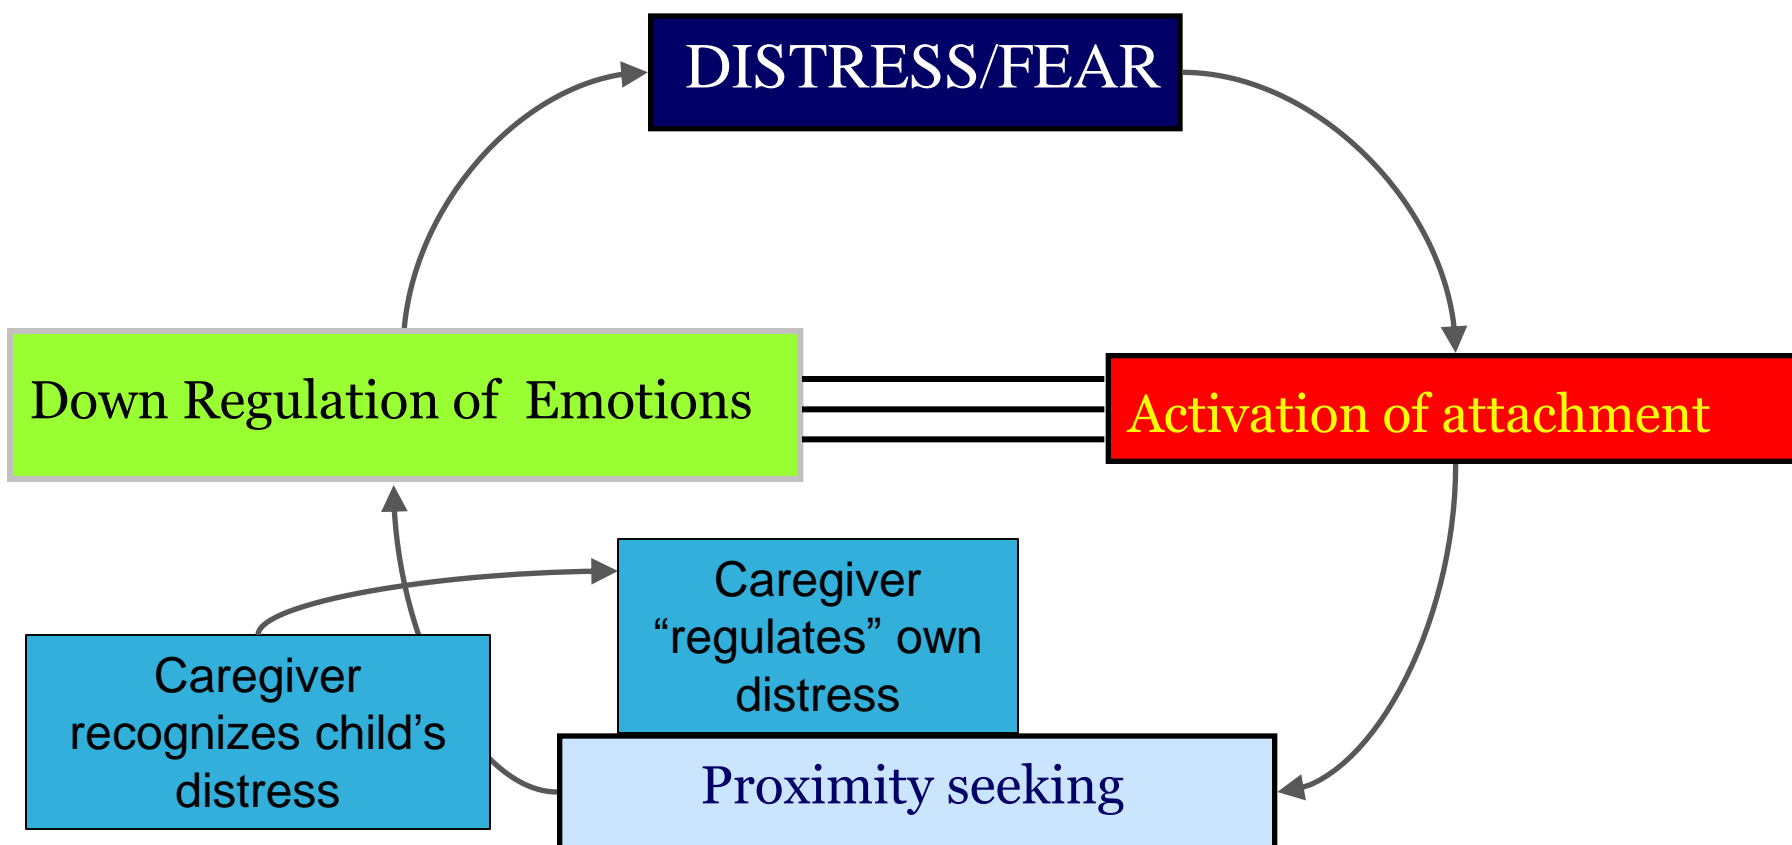 DISTRESS/FEAR
Down Regulation of  Emotions
Activation of attachment
Caregiver
“regulates” own
distress
Caregiver
recognizes child’s
distress
Proximity seeking